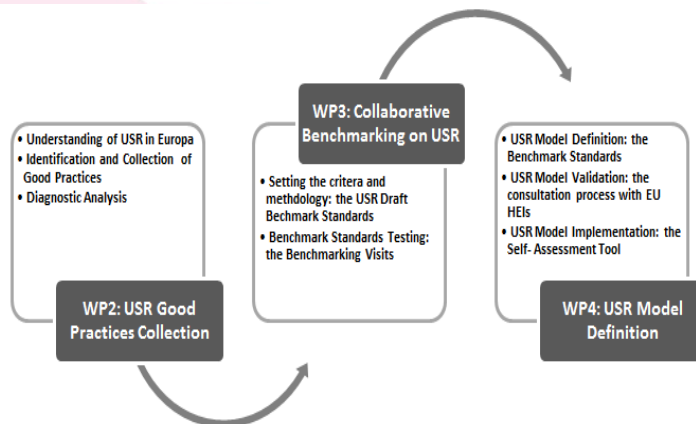 • Understanding of USR in Europa
• Identification and Collection of
Good Practices
• Diagnostic Analysis
WP2: USR Good
Practices Collection
WP3: Collaborative
Benchmarking on USR
• Setting the critera and
methdology: the USR Draft
Bechmark Standards
• Benchmark Standards Testing:
the Benchmarking Visits
• USR Model Definition: the
Benchmark Standards
• USR Model Validation: the
consultation process with EU
HEIs
• USR Model Implementation: the
Self- Assessment Tool
WP4: USR Model
Definition